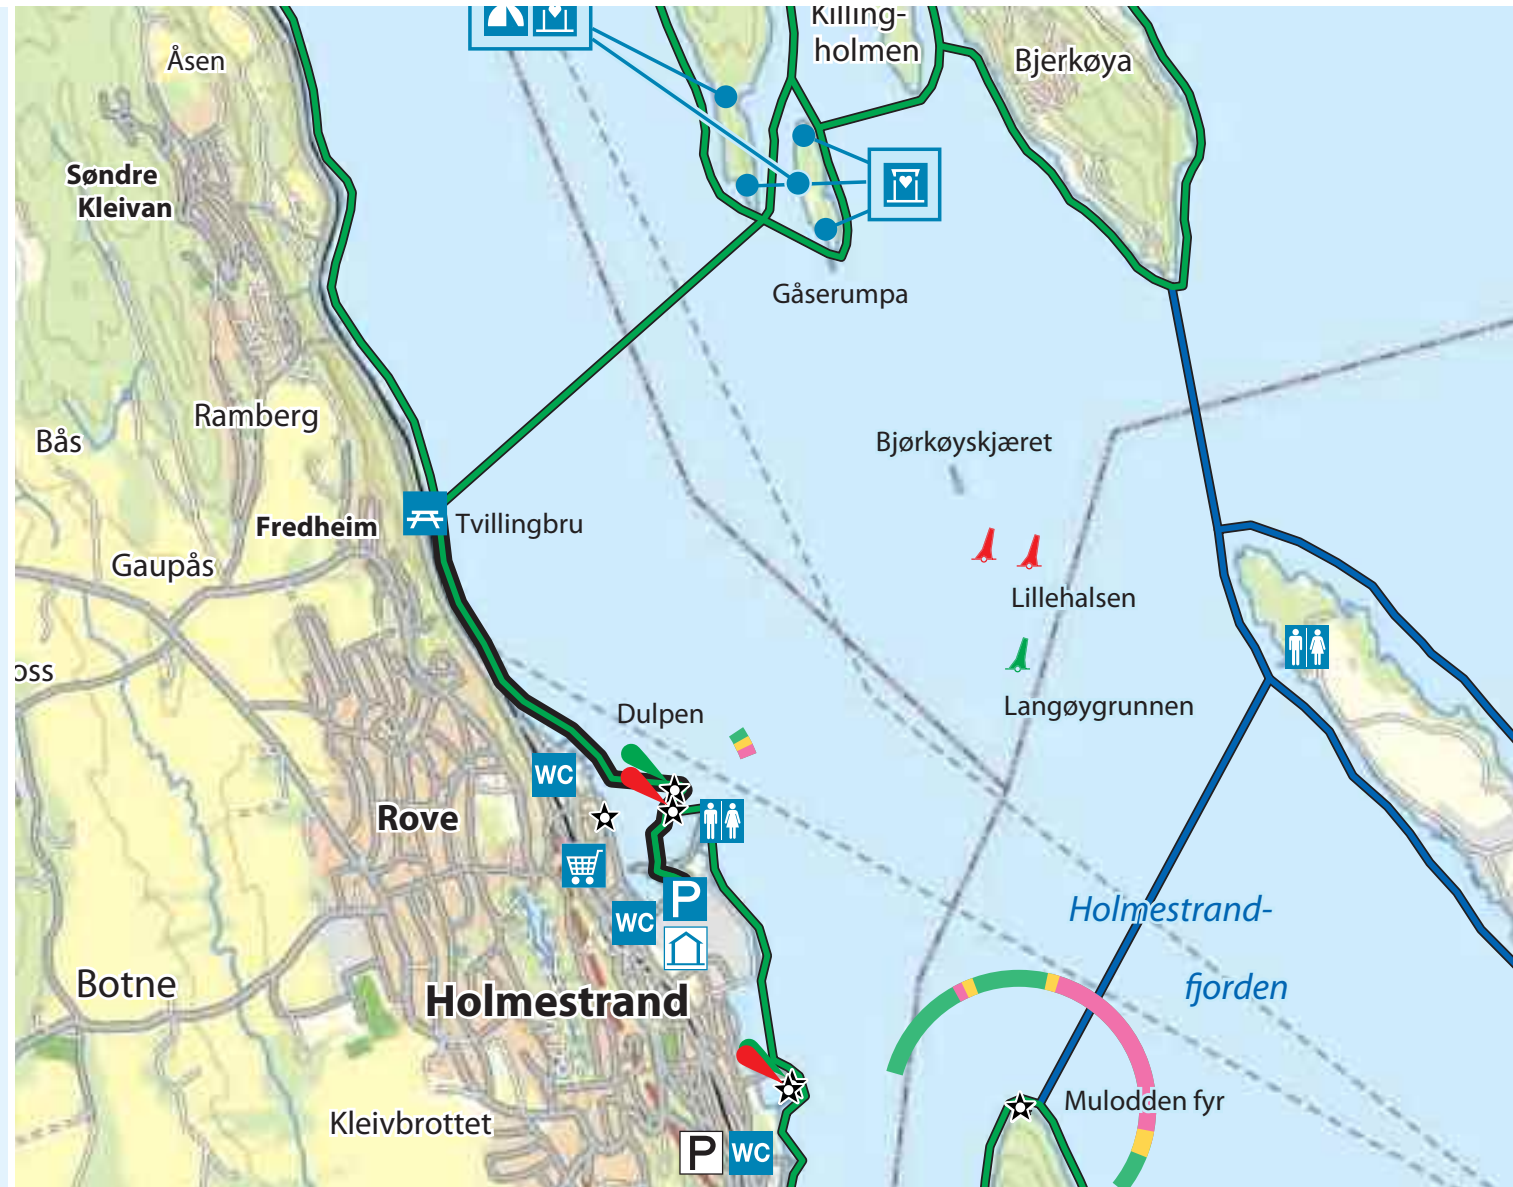 Killing-
holmen
Åsen
Bjerkøya
Søndre
Kleivan
Gåserumpa
Ramberg
Bås
Bjørkøyskjæret
Fredheim
Tvillingbru
Gaupås
Lillehalsen
oss
Langøygrunnen
Dulpen
WC
Rove
P
WC
Holmestrand-
fjorden
Botne
Holmestrand
Mulodden fyr
Kleivbrottet
P
WC